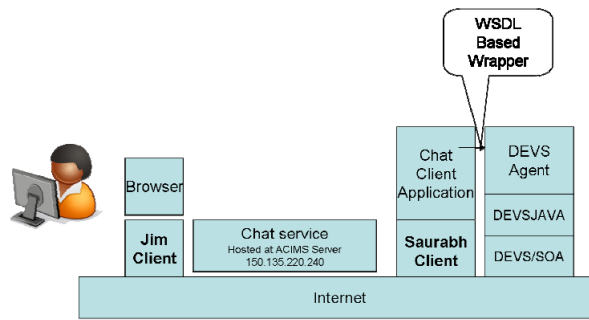 WSDL
Based
Wrapper
Browser
Jim
Client
Chat service
Hosted at ACIMS Server
150.135.220.240
Chat
Client
Application
Saurabh
Client
DEVS
Agent
DEVSJAVA
DEVS/SOA
Internet